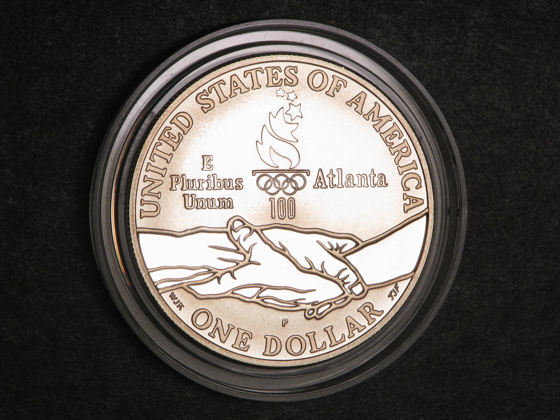 UNITED STATES OF AMERICA
E
Pluribus
Unum
Atlanta
100
P
ONE DOLLAR